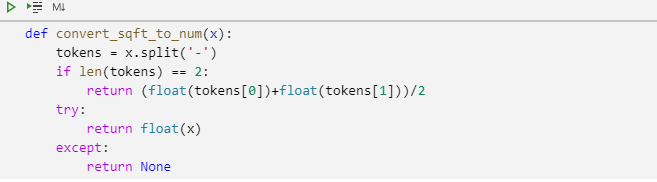 M↓
def convert_sqft_to_num(x):
    tokens = x.split('-')
    if len(tokens) == 2:
        return (float(tokens[0])+float(tokens[1]))/2
    try:
        return float(x)
    except:
        return None